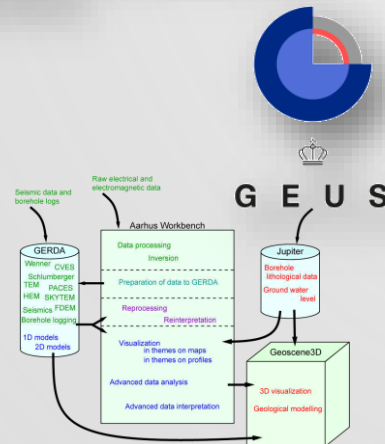 G E U S
Seismic data and
borehole logs
Raw electrical and
electromagnetic data
GERDA
Wenner CVES
Schlumberger
TEM PACES
HEM SKYTEM
Seismics FDEM
Borehole logging
1D models
2D models
Aarhus Workbench
Data processing
Inversion
Preparation of data to GERDA
Reprocessing
Reinterpretation
Visualization
in themes on maps
in themes on profiles
Advanced data analysis
Advanced data interpretation
Jupiter
Borehole
lithological data
Ground water
level
Geoscene3D
3D visualization
Geological modelling